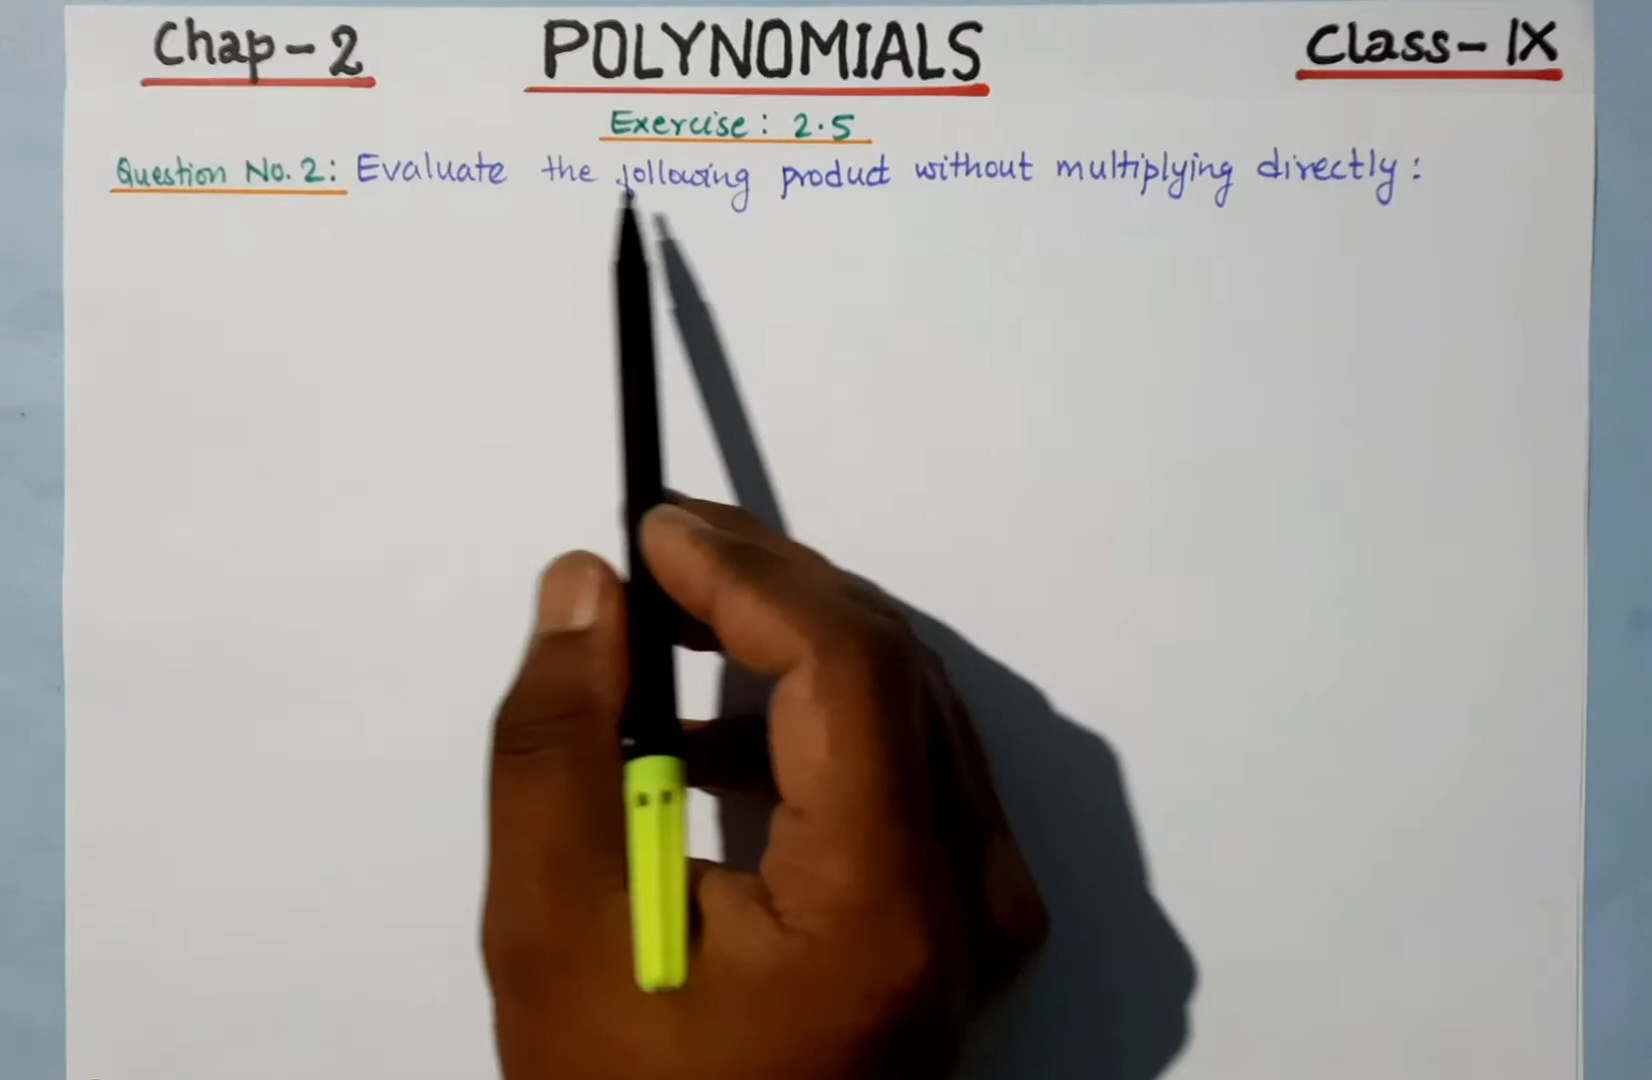 Chap-2 POLYNOMIALS Class-IX
Exercise: 2.5
Question No. 2: Evaluate the following product without multiplying directly: